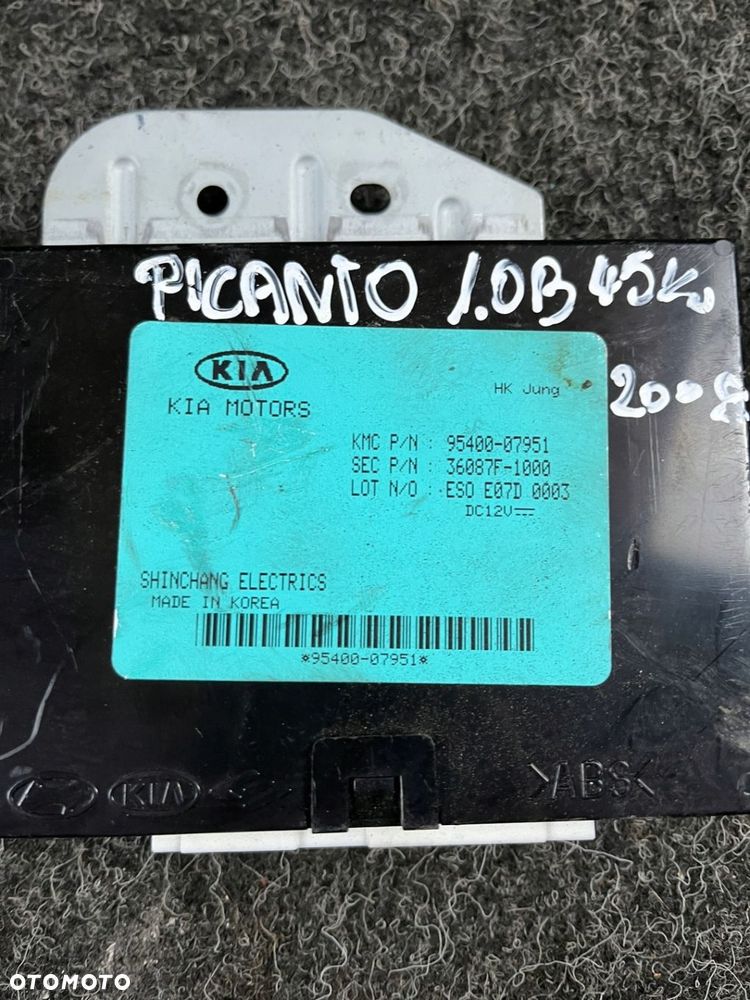 PICANTO 1.0B 45kw
2008
KIA
HK Jung
KIA MOTORS
KMC P/N : 95400-07951
SEC P/N : 36087F-1000
LOT N/O : ESO E07D 0003
DC12V⎓
SHINCHANG ELECTRICS
MADE IN KOREA
*95400-07951*
KIA
>ABS<
OTOMOTO